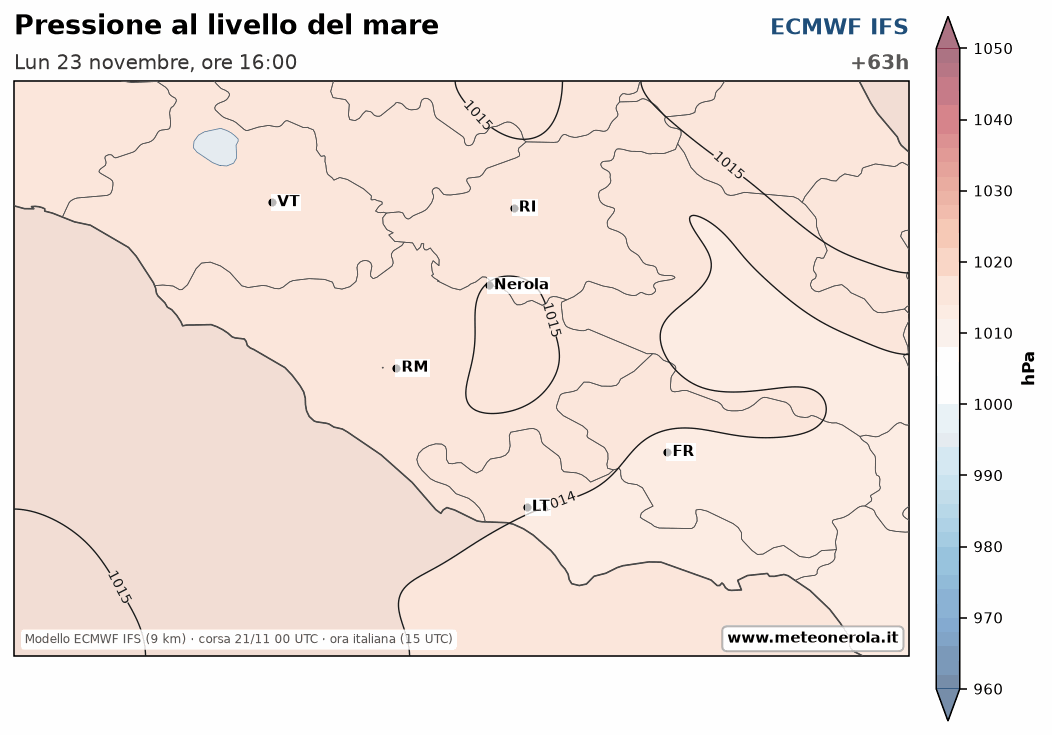 Pressione al livello del mare
ECMWF IFS
Lun 23 novembre, ore 16:00
+63h
1015
1015
VT
RI
Nerola
1015
RM
FR
LT
014
1015
Modello ECMWF IFS (9 km) · corsa 21/11 00 UTC · ora italiana (15 UTC)
www.meteonerola.it
1050
1040
1030
1020
1010
1000
990
980
970
960
hPa